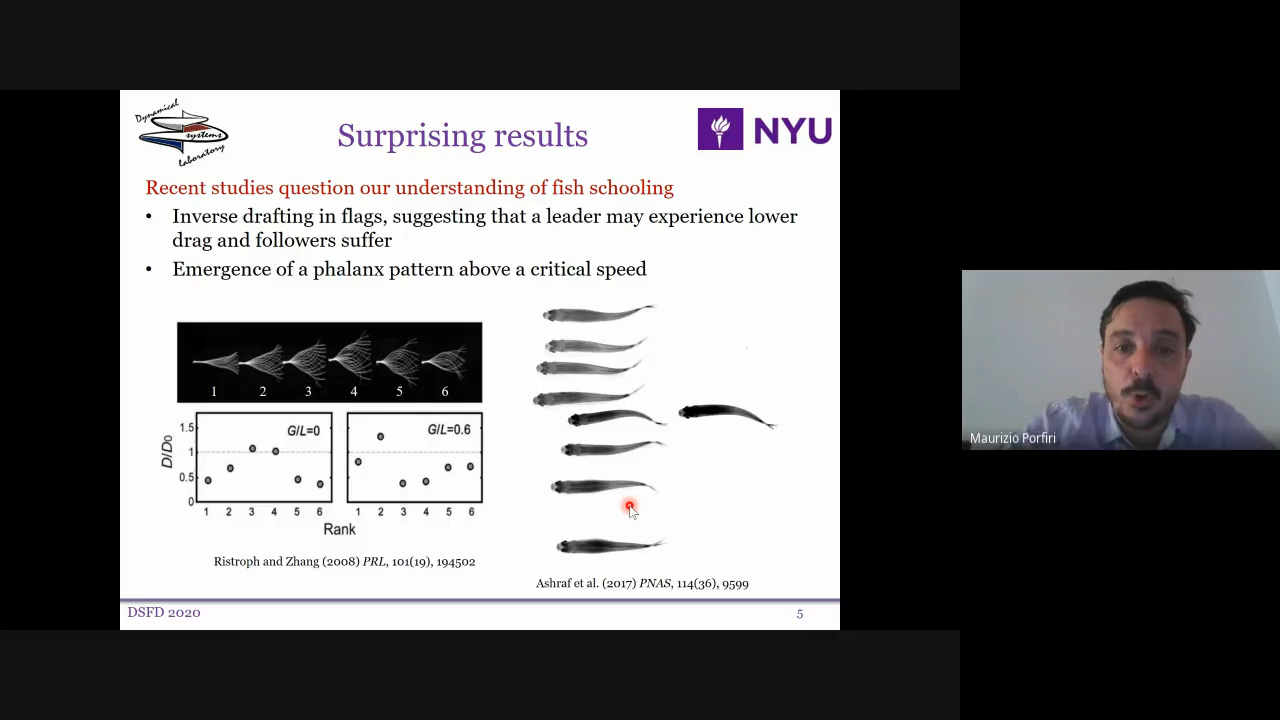 Dynamical
systems
laboratory
Surprising results
NYU
Recent studies question our understanding of fish schooling
• Inverse drafting in flags, suggesting that a leader may experience lower
drag and followers suffer
• Emergence of a phalanx pattern above a critical speed
1 2 3 4 5 6
D/D0
1.5
1
0.5
0
G/L=0
1 2 3 4 5 6
G/L=0.6
1 2 3 4 5 6
Rank
Ristroph and Zhang (2008) PRL, 101(19), 194502
Ashraf et al. (2017) PNAS, 114(36), 9599
DSFD 2020
5
Maurizio Porfiri